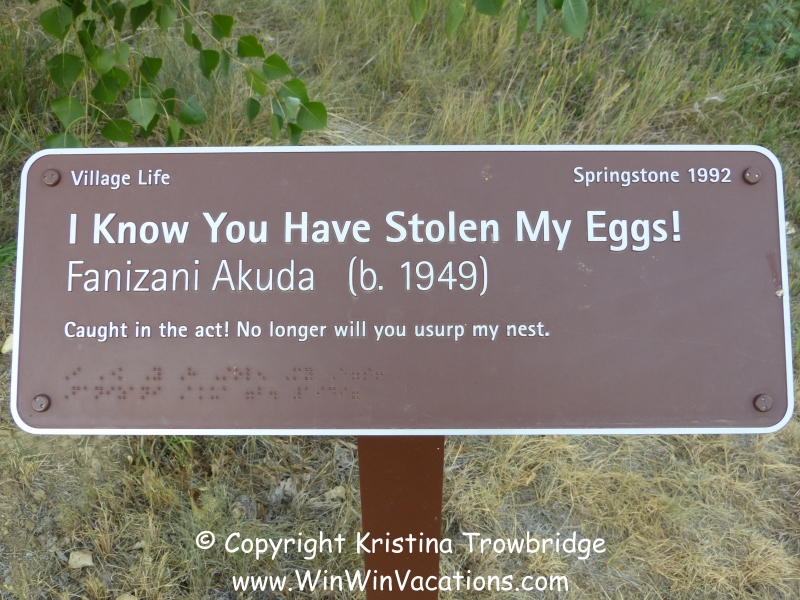 Village Life
Springstone 1992
I Know You Have Stolen My Eggs!
Fanizani Akuda (b. 1949)
Caught in the act! No longer will you usurp my nest.
© Copyright Kristina Trowbridge
www.WinWinVacations.com